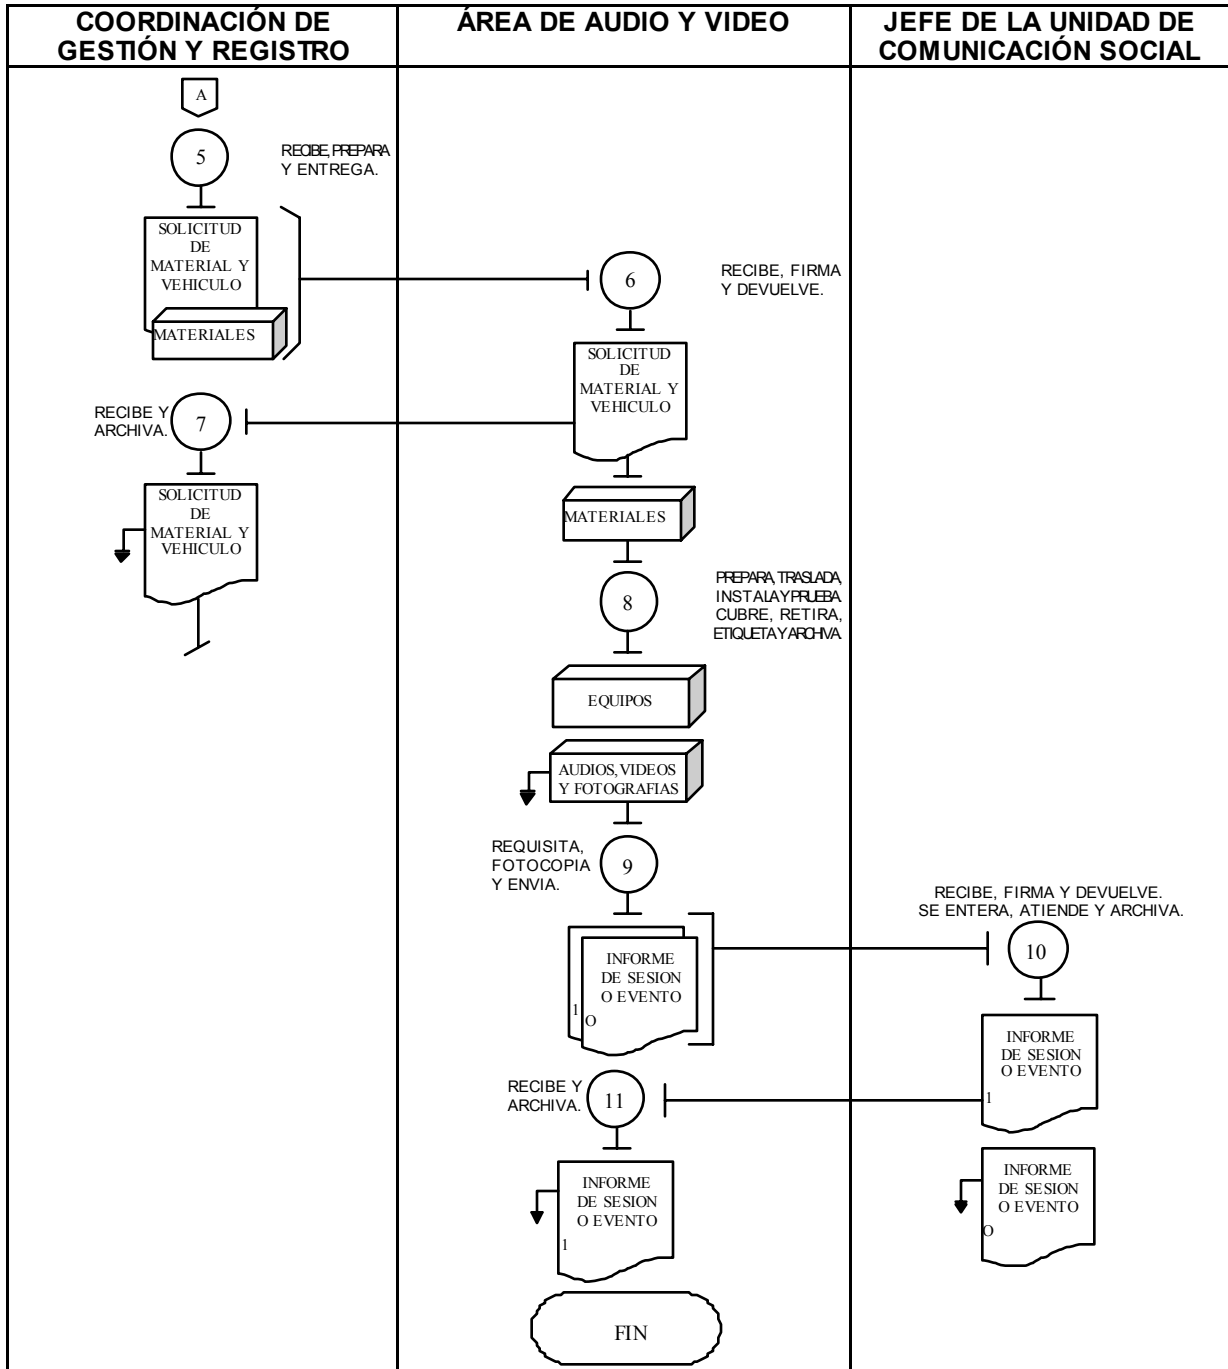 COORDINACIÓN DE
GESTIÓN Y REGISTRO
ÁREA DE AUDIO Y VIDEO
JEFE DE LA UNIDAD DE
COMUNICACIÓN SOCIAL
A
5
RECIBE, PREPARA
Y ENTREGA.
SOLICITUD
DE
MATERIAL Y
VEHICULO
MATERIALES
6
RECIBE, FIRMA
Y DEVUELVE.
SOLICITUD
DE
MATERIAL Y
VEHICULO
RECIBE Y
ARCHIVA.
7
SOLICITUD
DE
MATERIAL Y
VEHICULO
MATERIALES
8
PREPARA, TRASLADA,
INSTALA Y PRUEBA.
CUBRE, RETIRA,
ETIQUETA Y ARCHIVA.
EQUIPOS
AUDIOS, VIDEOS
Y FOTOGRAFIAS
REQUISITA,
FOTOCOPIA
Y ENVIA.
9
INFORME
DE SESION
O EVENTO
1
O
RECIBE, FIRMA Y DEVUELVE.
SE ENTERA, ATIENDE Y ARCHIVA.
10
INFORME
DE SESION
O EVENTO
1
RECIBE Y
ARCHIVA.
11
INFORME
DE SESION
O EVENTO
1
INFORME
DE SESION
O EVENTO
O
FIN